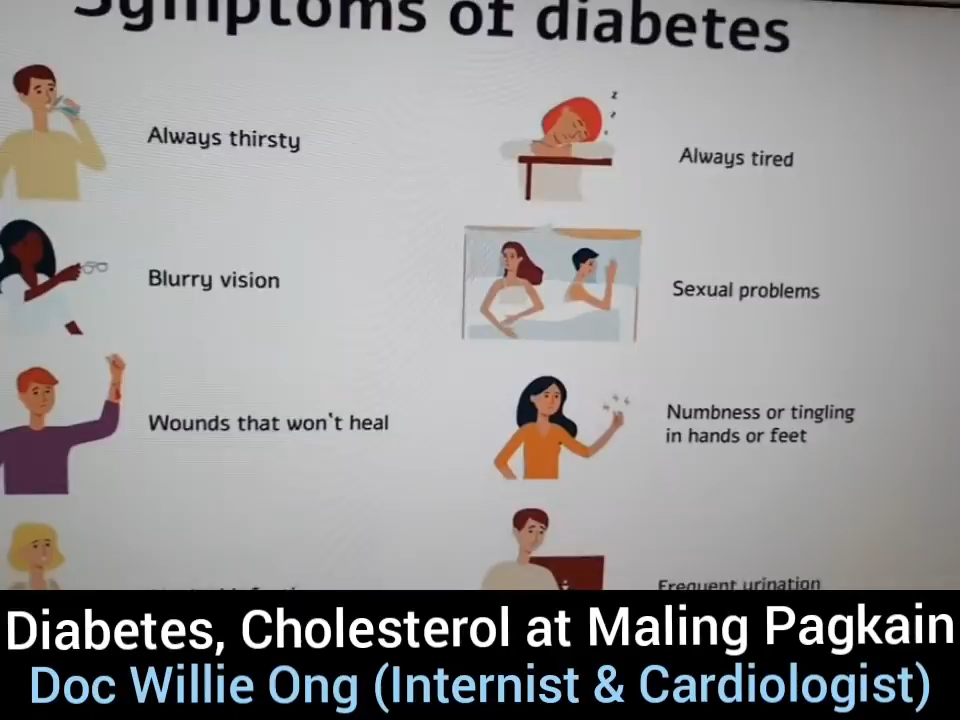 Symptoms of diabetes
Always thirsty
Always tired
Blurry vision
Sexual problems
Wounds that won't heal
Numbness or tingling
in hands or feet
Frequent urination
Diabetes, Cholesterol at Maling Pagkain
Doc Willie Ong (Internist & Cardiologist)